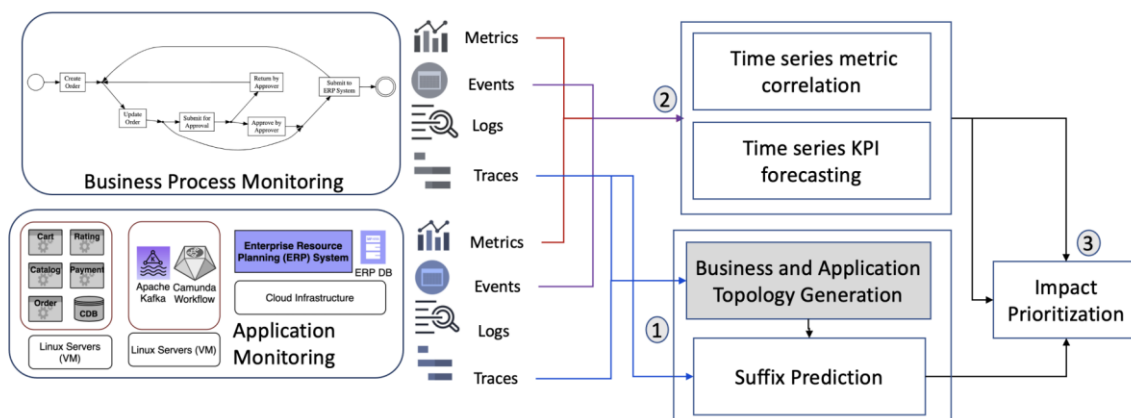 Create
Order
Update
Order
Submit for
Approval
Return by
Approver
Approve by
Approver
Submit to
ERP System
Business Process Monitoring
Metrics
Events
Logs
Traces
Cart
Rating
Catalog
Payment
Order
CDB
Linux Servers
(VM)
Apache
Kafka
Camunda
Workflow
Linux Servers (VM)
Enterprise Resource
Planning (ERP) System
ERP DB
Cloud Infrastructure
Application
Monitoring
Metrics
Events
Logs
Traces
2
Time series metric
correlation
Time series KPI
forecasting
1
Business and Application
Topology Generation
Suffix Prediction
3
Impact
Prioritization